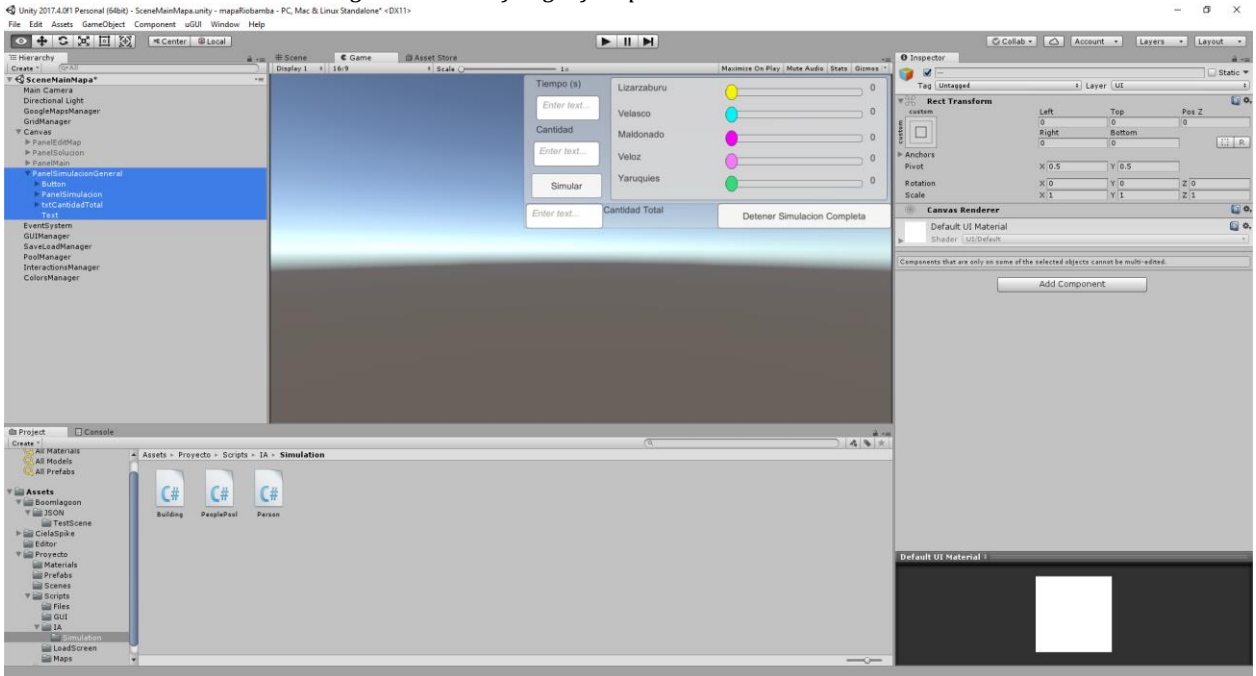 Unity 2017.4.0f1 Personal (64bit) - SceneMainMapa.unity - mapaRiobamba - PC, Mac & Linux Standalone* <DX11>
File Edit Assets GameObject Component uGUI Window Help
Center Local
Collab Account Layers Layout
Hierarchy
Create All
SceneMainMapa*
Main Camera
Directional Light
GoogleMapsManager
GridManager
Canvas
PanelEditMap
PanelSolucion
PanelMain
PanelSimulacionGeneral
Button
PanelSimulacion
txtCantidadTotal
Text
EventSystem
GUIManager
SaveLoadManager
PoolManager
InteractionsManager
ColorsManager
Scene Game Asset Store
Display 1 16:9 Scale 1x Maximize On Play Mute Audio Stats Gizmos
Tiempo (s)
Enter text...
Cantidad
Enter text...
Simular
Lizarzaburu 0
Velasco 0
Maldonado 0
Veloz 0
Yaruquies 0
Enter text... Cantidad Total Detener Simulacion Completa
Inspector
— Static
Tag Untagged Layer UI
Rect Transform
custom Left Top Pos Z
custom 0 0 0
Right Bottom
0 0 R
Anchors
Pivot X 0.5 Y 0.5
Rotation X 0 Y 0 Z 0
Scale X 1 Y 1 Z 1
Canvas Renderer
Default UI Material
Shader UI/Default
Components that are only on some of the selected objects cannot be multi-edited.
Add Component
Project Console
Create
All Materials
All Models
All Prefabs
Assets
Boomlagoon
JSON
TestScene
CielaSpike
Editor
Proyecto
Materials
Prefabs
Scenes
Scripts
Files
GUI
IA
Simulation
LoadScreen
Maps
Assets Proyecto Scripts IA Simulation
C# C# C#
Building PeoplePool Person
Default UI Material